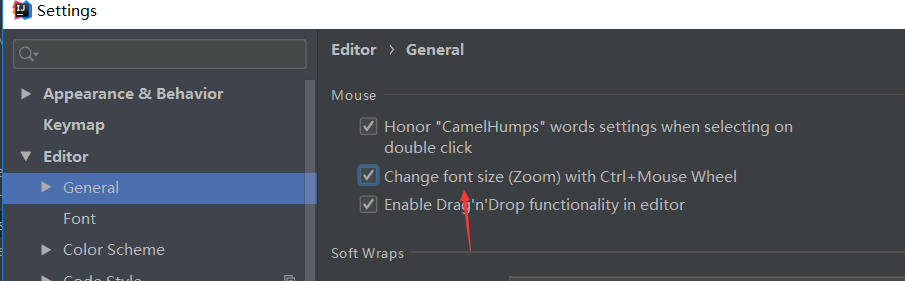 Settings
Appearance & Behavior
Keymap
Editor
General
Font
Color Scheme
Code Style
Editor › General
Mouse
Honor "CamelHumps" words settings when selecting on
double click
Change font size (Zoom) with Ctrl+Mouse Wheel
Enable Drag'n'Drop functionality in editor
Soft Wraps